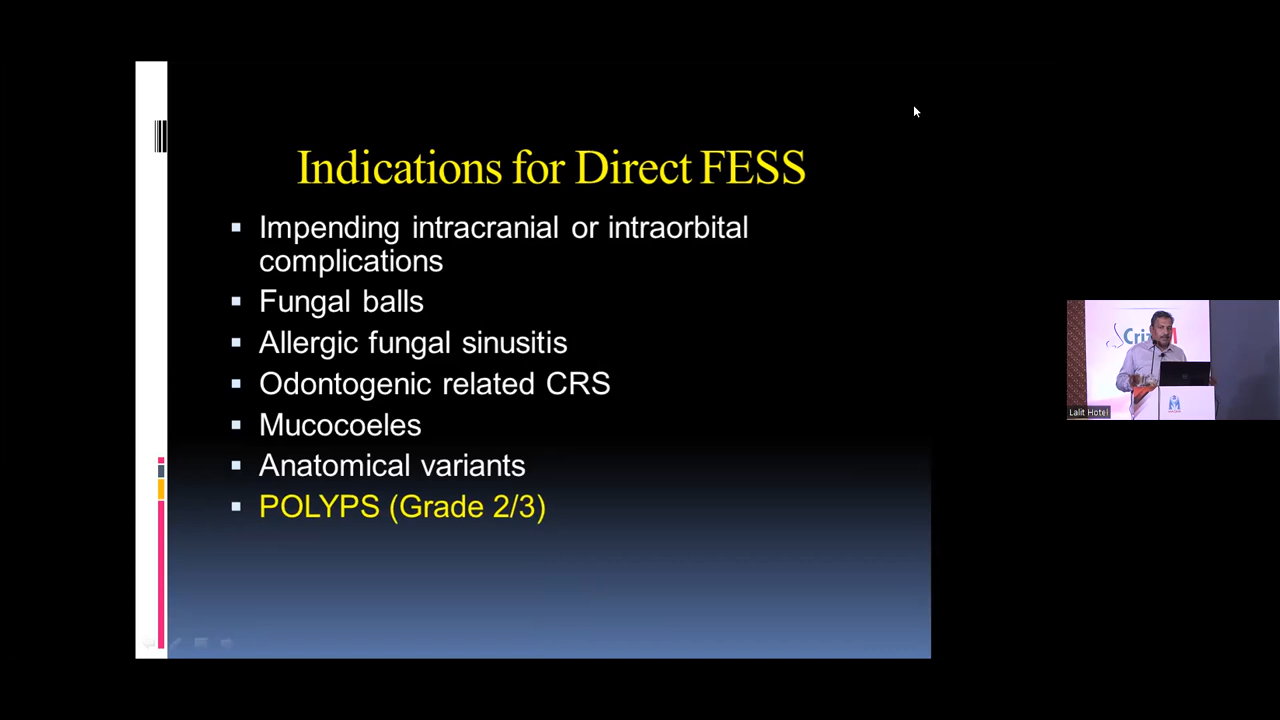 Indications for Direct FESS
Impending intracranial or intraorbital
complications
Fungal balls
Allergic fungal sinusitis
Odontogenic related CRS
Mucocoeles
Anatomical variants
POLYPS (Grade 2/3)
Lalit Hotel